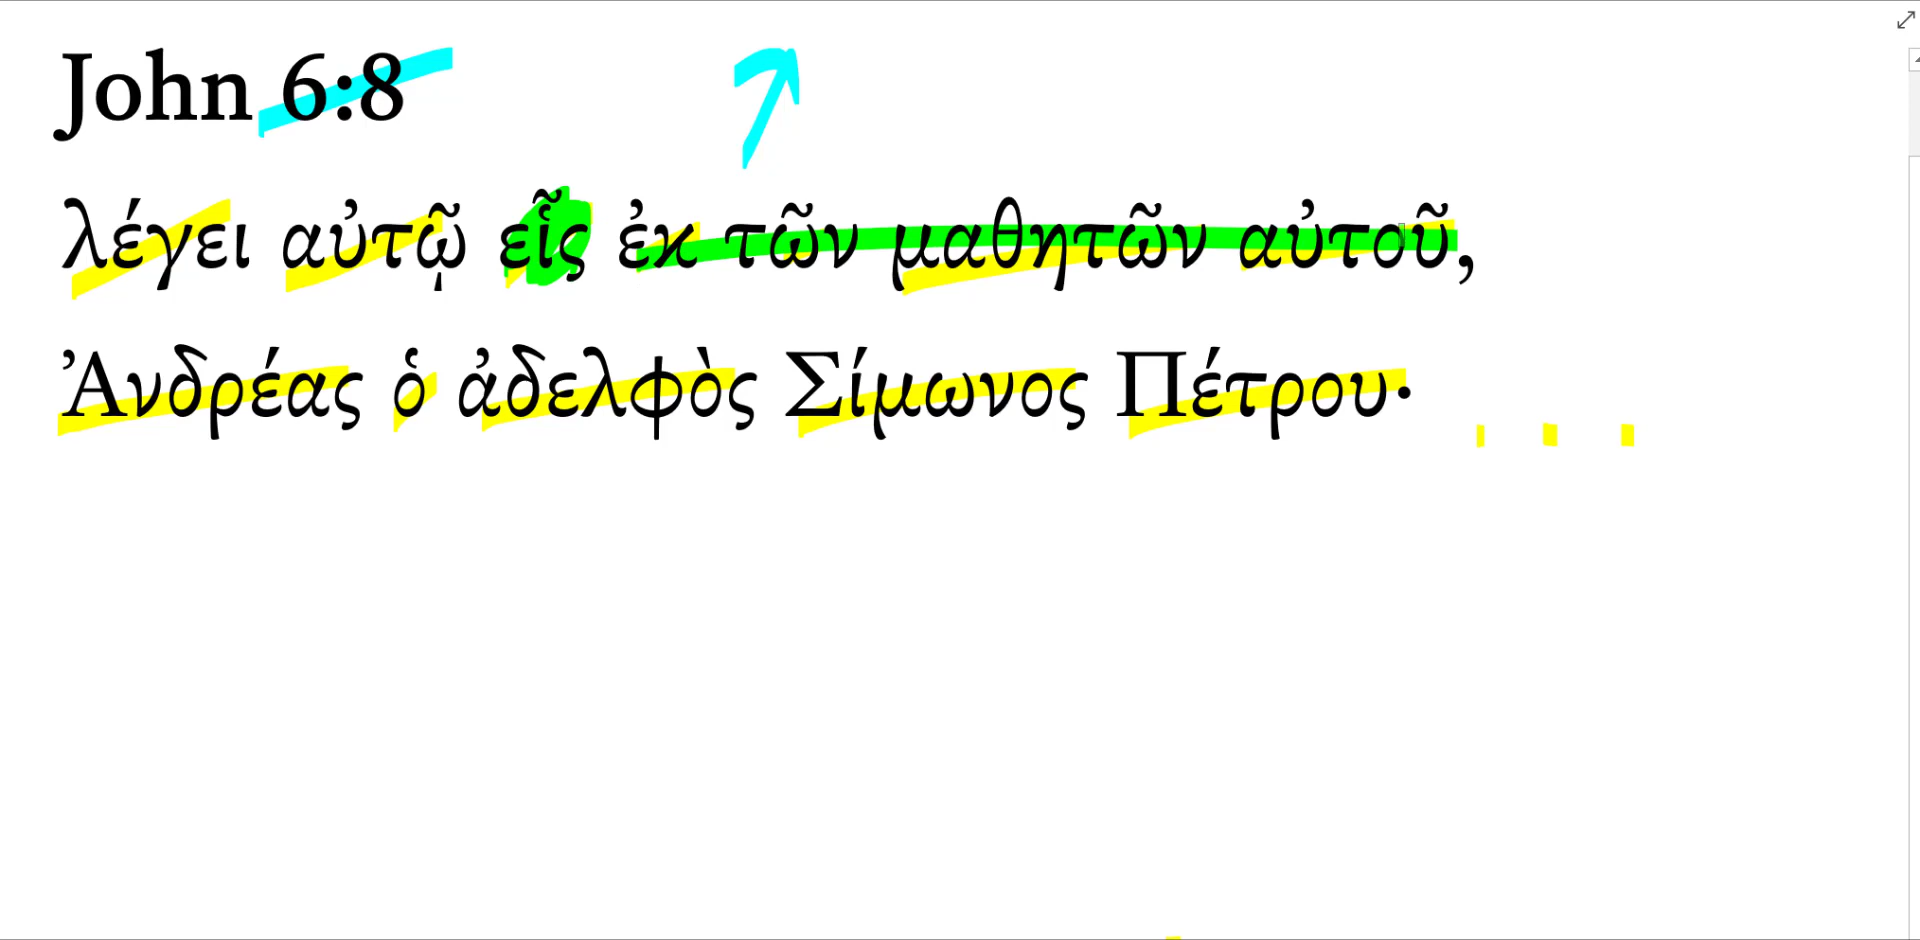 John 6:8
λέγει αὐτῷ εἷς ἐκ τῶν μαθητῶν αὐτοῦ,
Ἀνδρέας ὁ ἀδελφὸς Σίμωνος Πέτρου·